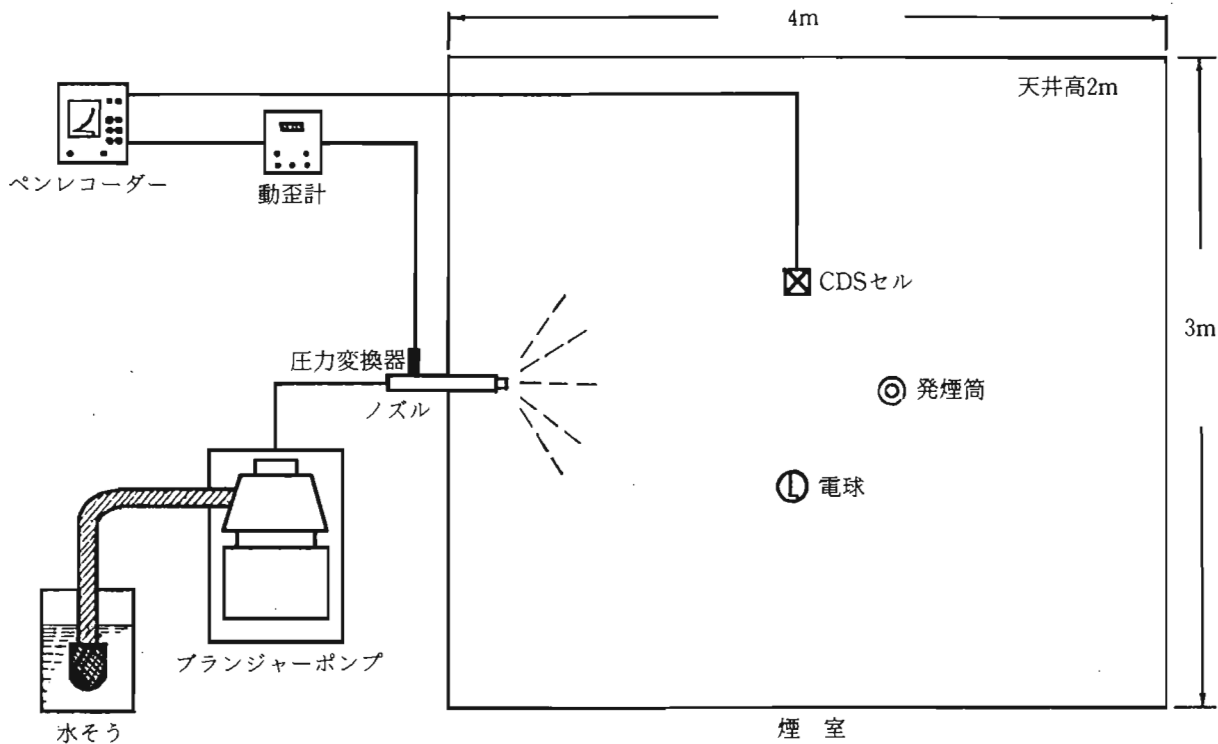 4m
天井高2m
ペンレコーダー
動歪計
CDSセル
3m
圧力変換器
ノズル
発煙筒
電球
プランジャーポンプ
水そう
煙 室